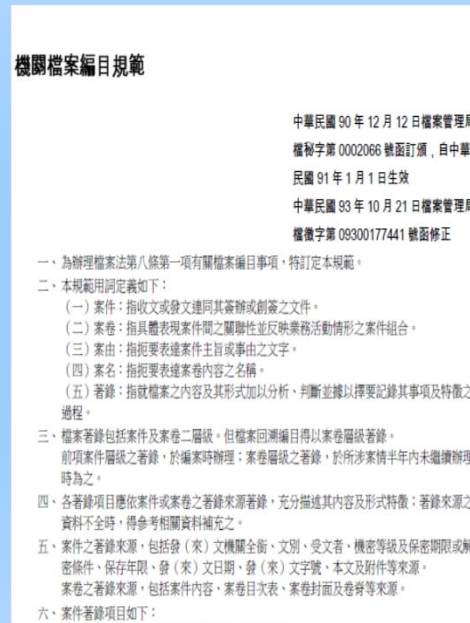 機關檔案編目規範
中華民國 90 年 12 月 12 日檔案管理局
檔秘字第 0002066 號函訂頒，自中華
民國 91 年 1 月 1 日生效
中華民國 93 年 10 月 21 日檔案管理局
檔徵字第 09300177441 號函修正
一、為辦理檔案法第八條第一項有關檔案編目事項，特訂定本規範。
二、本規範用詞定義如下：
（一）案件：指收文或發文連同其簽辦或創簽之文件。
（二）案卷：指具體表現案件間之關聯性並反映業務活動情形之案件組合。
（三）案由：指扼要表達案件主旨或事由之文字。
（四）案名：指扼要表達案卷內容之名稱。
（五）著錄：指就檔案之內容及其形式加以分析、判斷並據以擇要記錄其事項及特徵之
過程。
三、檔案著錄包括案件及案卷二層級。但檔案回溯編目得以案卷層級著錄。
前項案件層級之著錄，於編案時辦理；案卷層級之著錄，於所涉案情半年內未繼續辦理
時為之。
四、各著錄項目應依案件或案卷之著錄來源著錄，充分描述其內容及形式特徵；著錄來源之
資料不全時，得參考相關資料補充之。
五、案件之著錄來源，包括發（來）文機關全銜、文別、受文者、機密等級及保密期限或解
密條件、保存年限、發（來）文日期、發（來）文字號、本文及附件等來源。
案卷之著錄來源，包括案件內容、案卷目次表、案卷封面及卷脊等來源。
六、案件著錄項目如下：